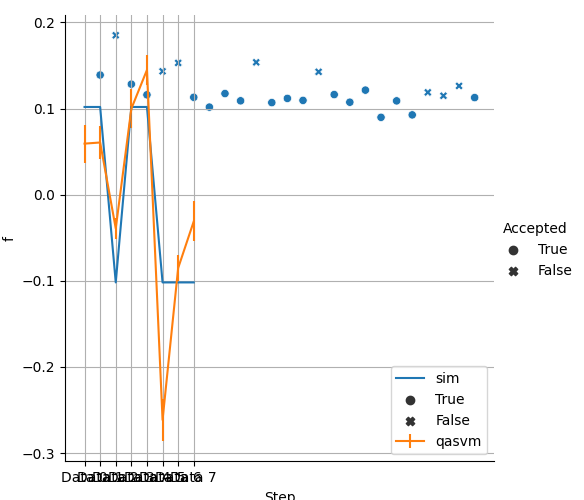 0.2
0.1
0.0
−0.1
−0.2
−0.3
f
Accepted
True
False
sim
True
False
qasvm
Data 7
Step